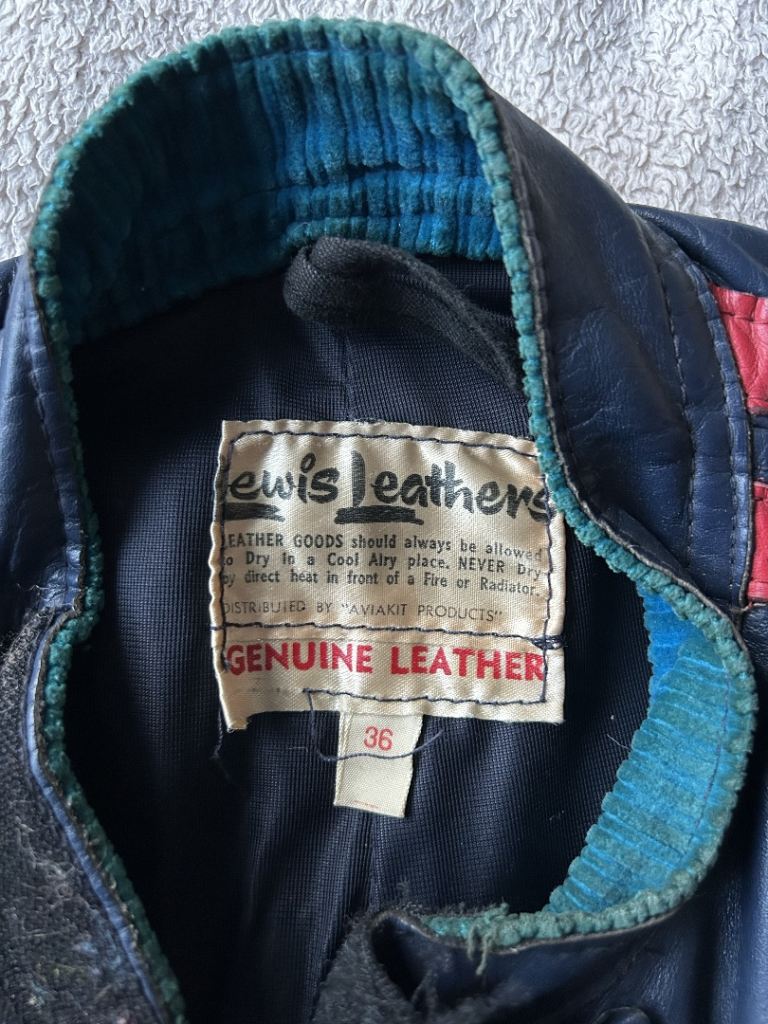 ewis Leathers
LEATHER GOODS should always be allowed
to Dry in a Cool Airy place. NEVER Dry
by direct heat in front of a Fire or Radiator.
DISTRIBUTED BY "AVIAKIT PRODUCTS"
GENUINE LEATHER
36